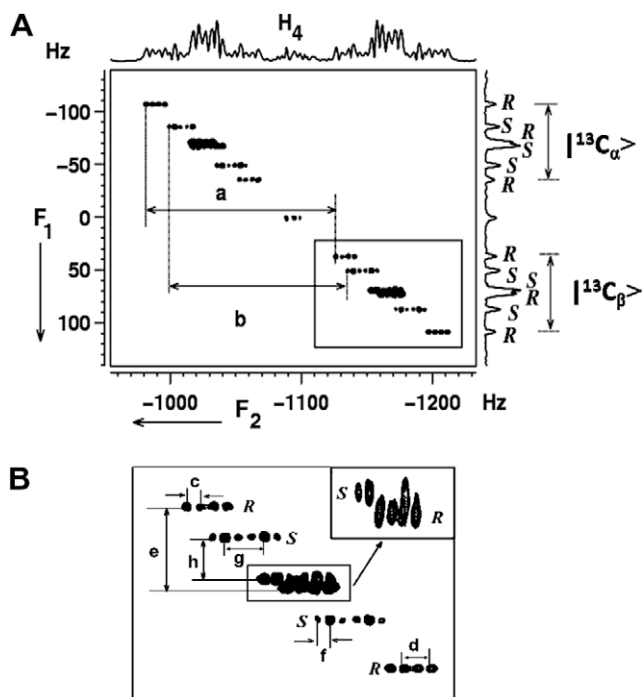 A
H4
Hz
-100
-50
0
50
100
F1
a
b
R
S
R
S
S
R
|13Cα>
R
S
S
R
S
R
|13Cβ>
-1000
-1100
-1200
Hz
F2
B
c
R
e
S
h
g
S
R
S
f
R
d